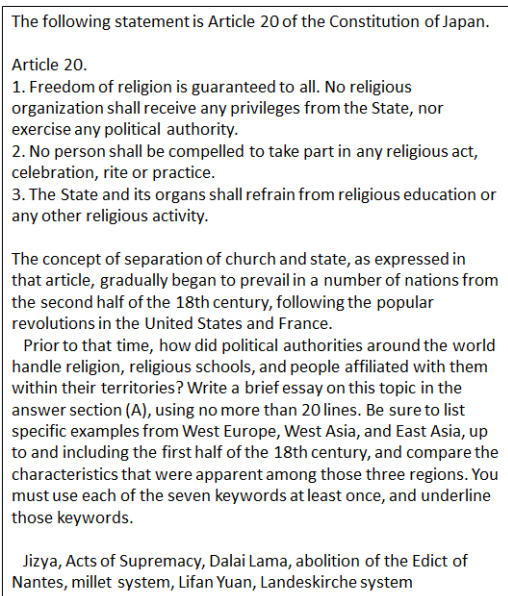 The following statement is Article 20 of the Constitution of Japan.
Article 20.
1. Freedom of religion is guaranteed to all. No religious
organization shall receive any privileges from the State, nor
exercise any political authority.
2. No person shall be compelled to take part in any religious act,
celebration, rite or practice.
3. The State and its organs shall refrain from religious education or
any other religious activity.
The concept of separation of church and state, as expressed in
that article, gradually began to prevail in a number of nations from
the second half of the 18th century, following the popular
revolutions in the United States and France.
Prior to that time, how did political authorities around the world
handle religion, religious schools, and people affiliated with them
within their territories? Write a brief essay on this topic in the
answer section (A), using no more than 20 lines. Be sure to list
specific examples from West Europe, West Asia, and East Asia, up
to and including the first half of the 18th century, and compare the
characteristics that were apparent among those three regions. You
must use each of the seven keywords at least once, and underline
those keywords.
Jizya, Acts of Supremacy, Dalai Lama, abolition of the Edict of
Nantes, millet system, Lifan Yuan, Landeskirche system